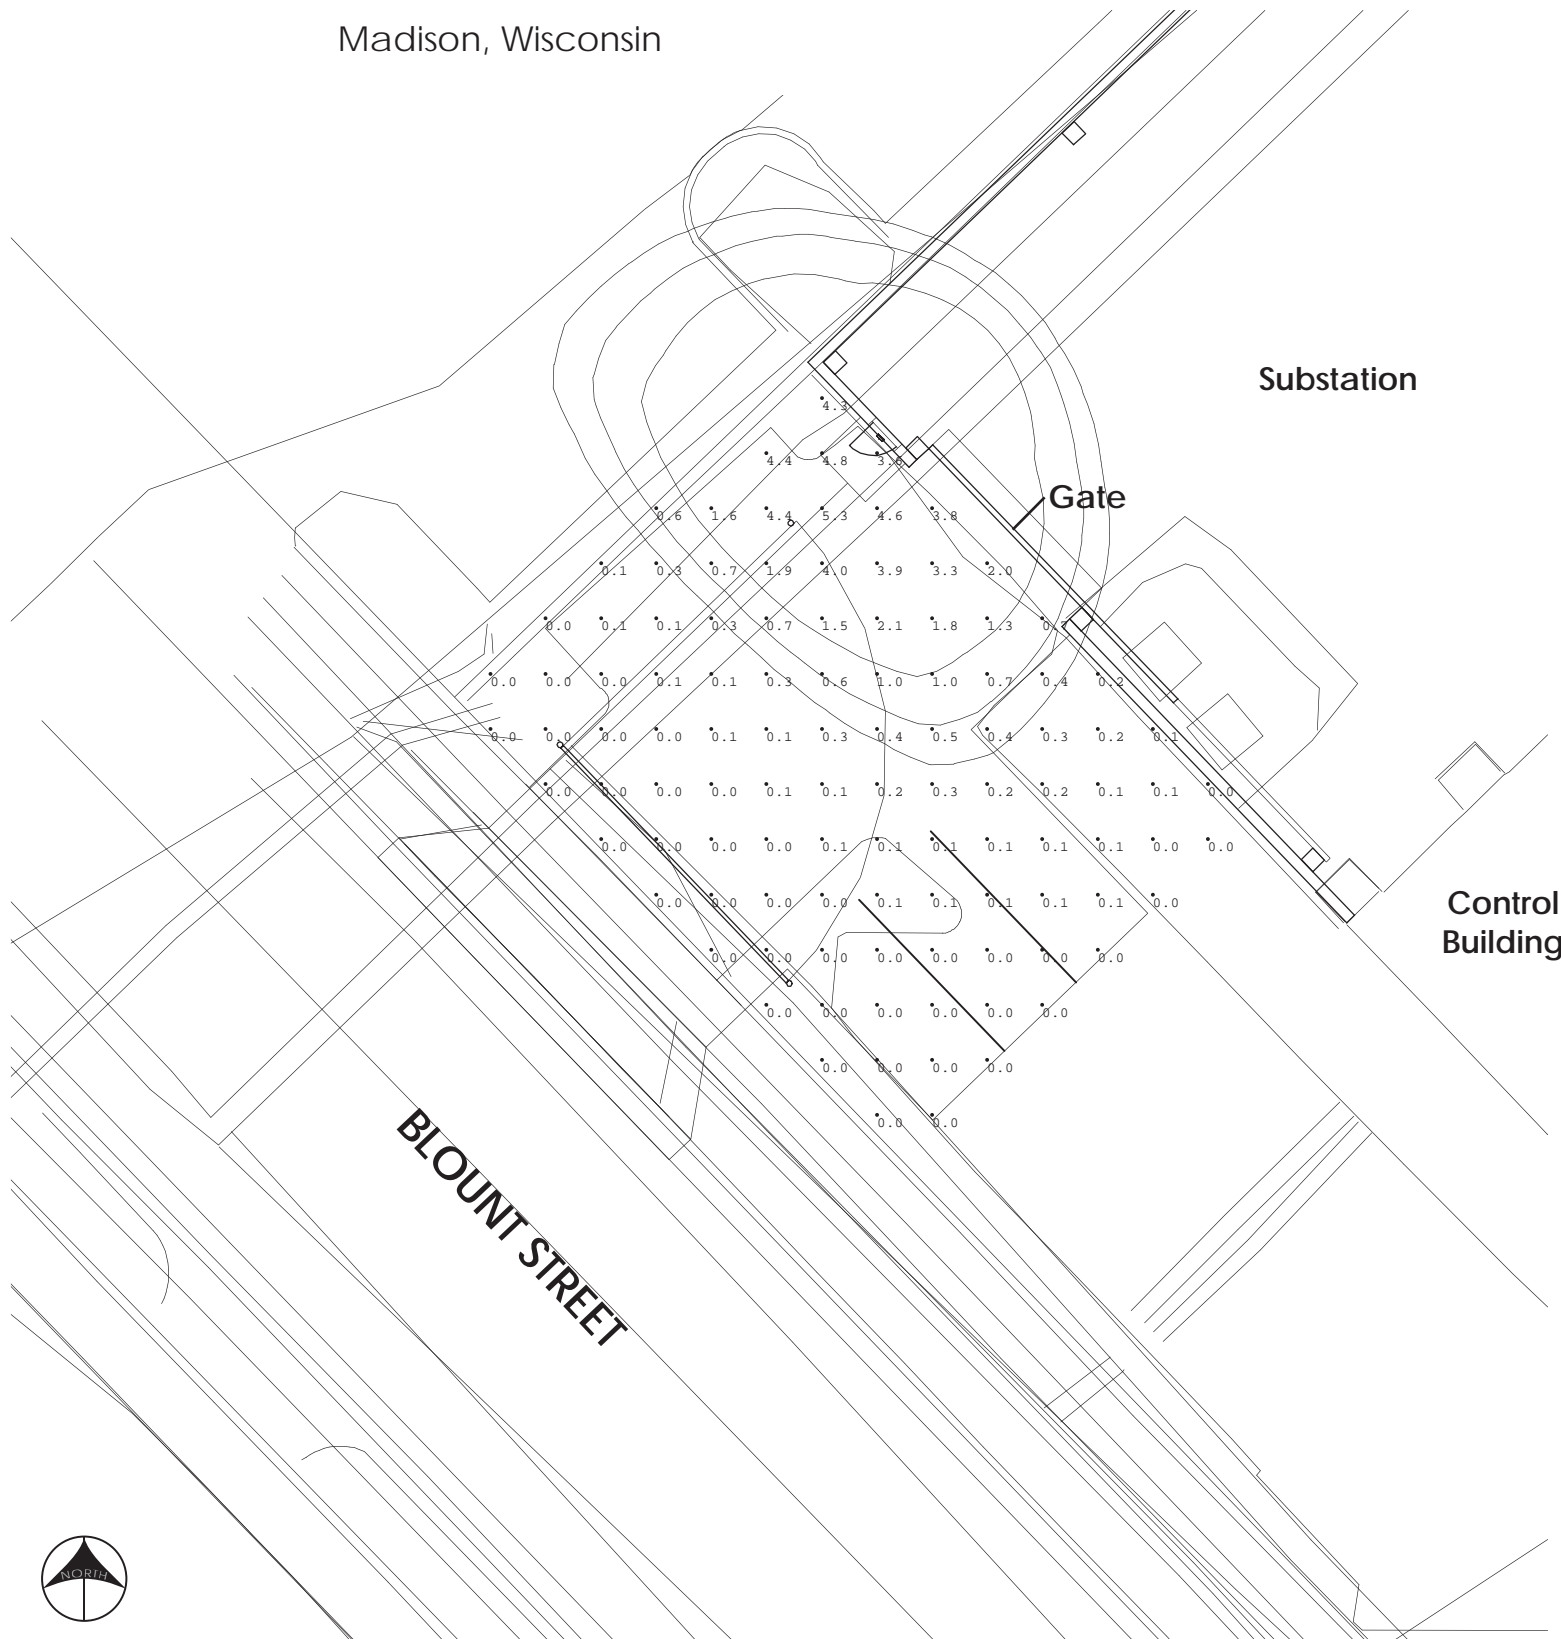 Madison, Wisconsin
Substation
4.3
4.4 4.8 3.6
Gate
0.6 1.6 4.4 5.3 4.6 3.8
0.1 0.3 0.7 1.9 4.0 3.9 3.3 2.0
0.0 0.1 0.1 0.3 0.7 1.5 2.1 1.8 1.3
0.0 0.0 0.0 0.1 0.1 0.3 0.6 1.0 1.0 0.7 0.4 0.2
0.0 0.0 0.0 0.0 0.1 0.1 0.3 0.4 0.5 0.4 0.3 0.2 0.1
0.0 0.0 0.0 0.0 0.1 0.1 0.2 0.3 0.2 0.2 0.1 0.1 0.0
0.0 0.0 0.0 0.0 0.1 0.1 0.1 0.1 0.1 0.1 0.0 0.0
0.0 0.0 0.0 0.0 0.1 0.1 0.1 0.1 0.1 0.0
Control
Building
0.0 0.0 0.0 0.0 0.0 0.0 0.0 0.0
0.0 0.0 0.0 0.0 0.0 0.0
0.0 0.0 0.0 0.0
0.0 0.0
BLOUNT STREET
NORTH